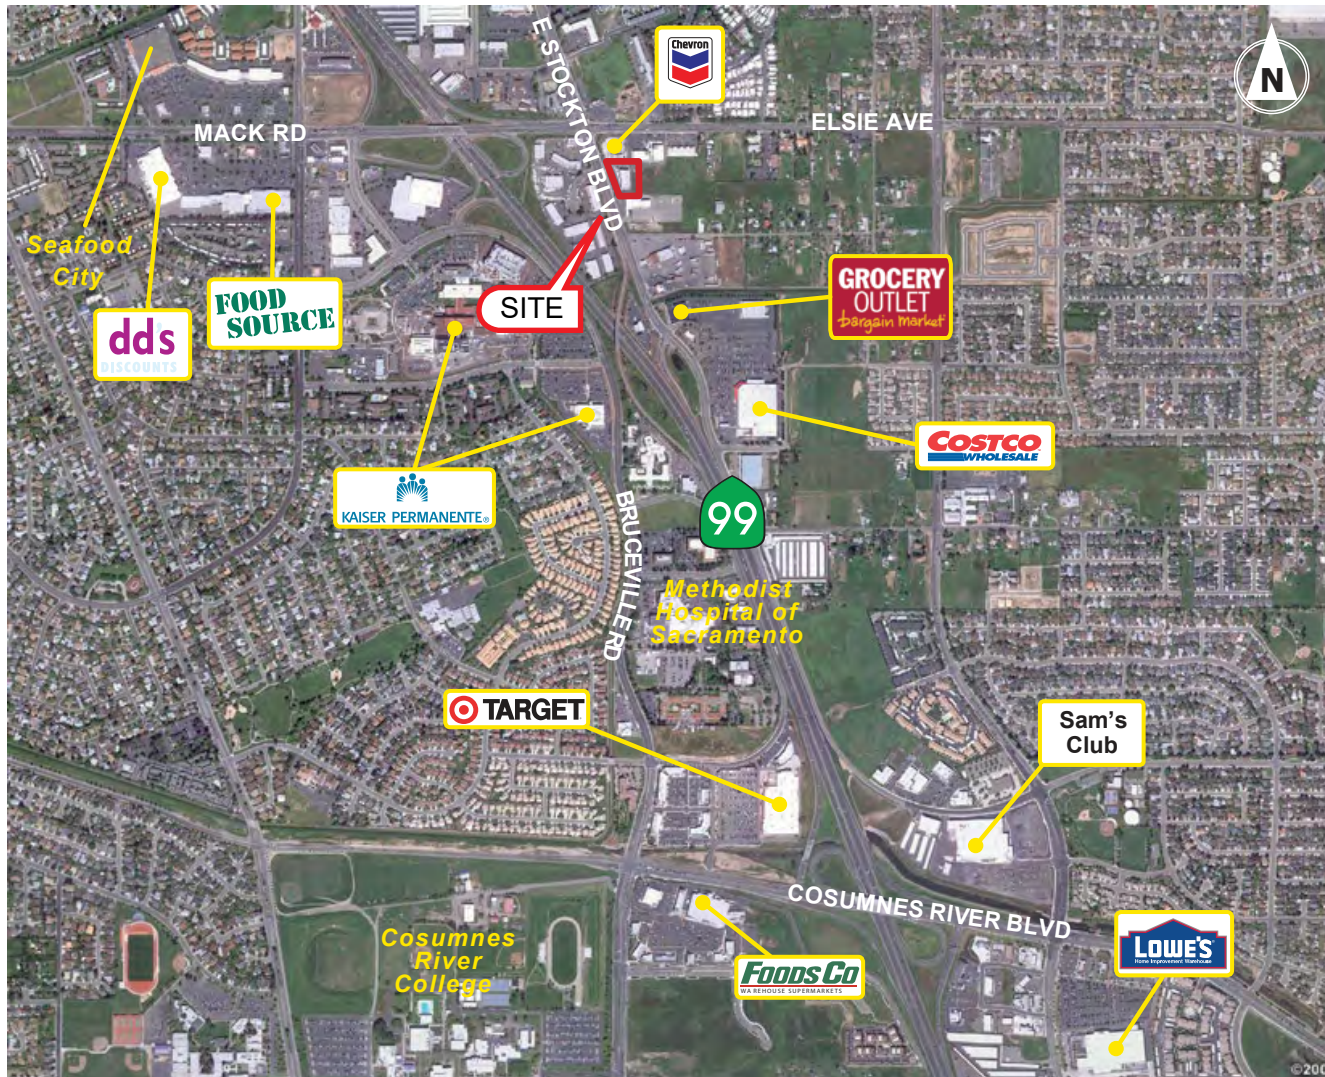 E STOCKTON BLVD
Chevron
N
MACK RD
ELSIE AVE
Seafood
City
FOOD
SOURCE
dd's
DISCOUNTS
SITE
GROCERY
OUTLET
bargain market
COSTCO
WHOLESALE
KAISER PERMANENTE®
BRUCEVILLE RD
99
Methodist
Hospital of
Sacramento
TARGET
Sam's
Club
COSUMNES RIVER BLVD
Cosumnes
River
College
FOODS CO
WAREHOUSE SUPERMARKETS
LOWE'S
Home Improvement Warehouse
©200